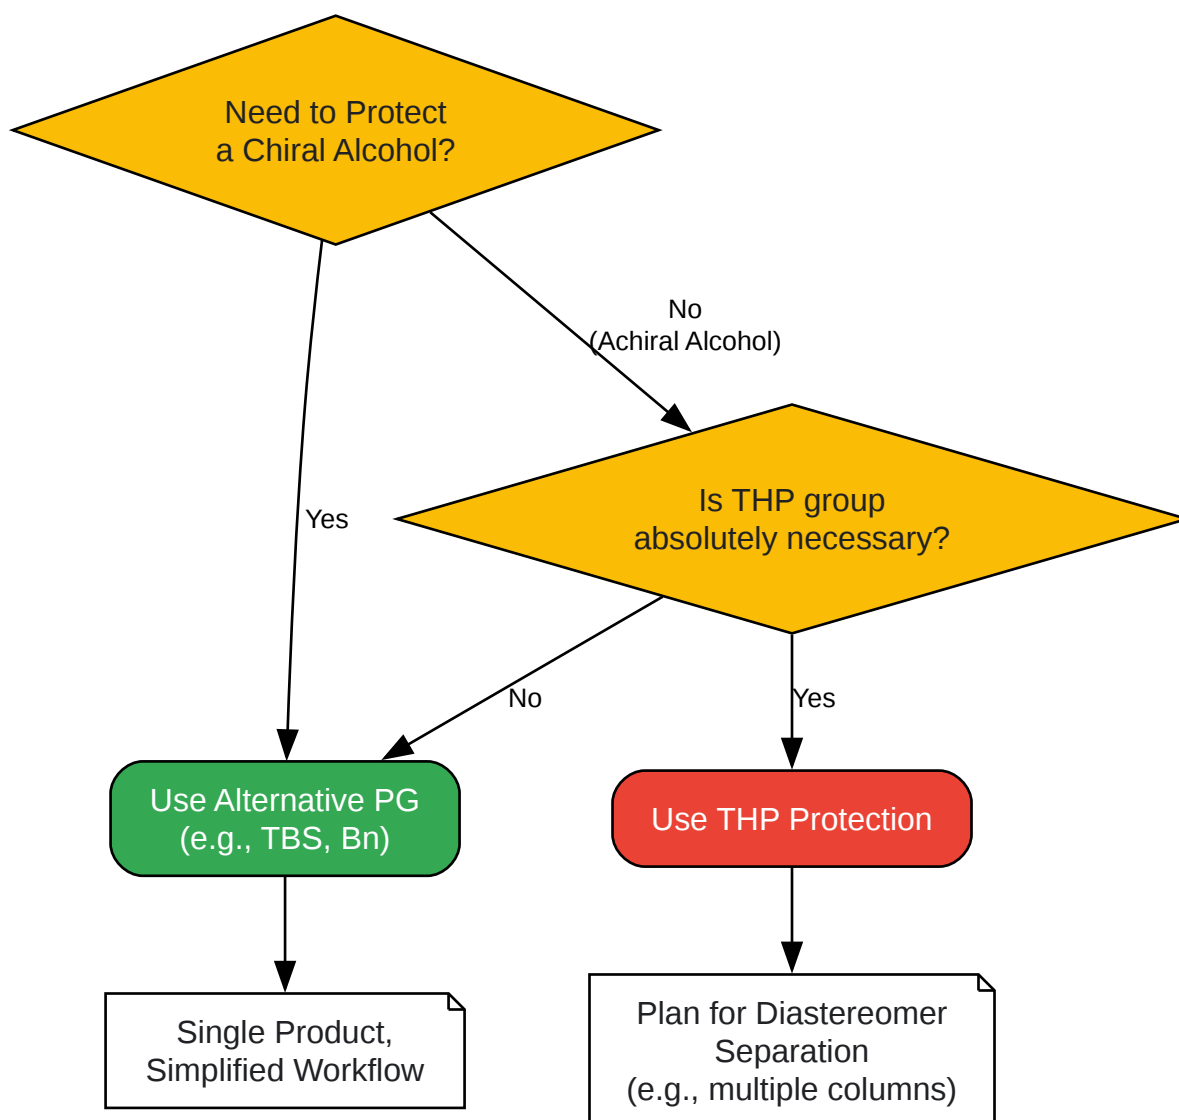 Need to Protect
a Chiral Alcohol?
No
(Achiral Alcohol)
Is THP group
absolutely necessary?
Yes
No
Yes
Use Alternative PG
(e.g., TBS, Bn)
Use THP Protection
Single Product,
Simplified Workflow
Plan for Diastereomer
Separation
(e.g., multiple columns)